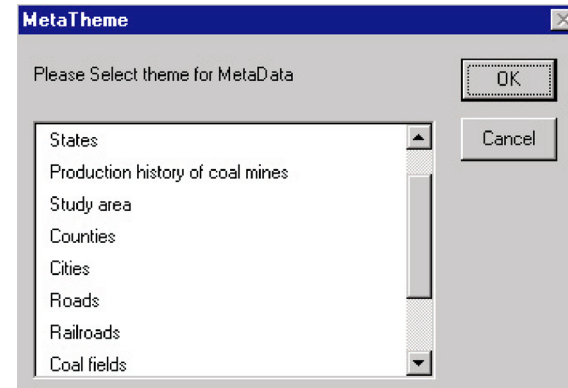 MetaTheme
Please Select theme for MetaData
OK
Cancel
States
Production history of coal mines
Study area
Counties
Cities
Roads
Railroads
Coal fields